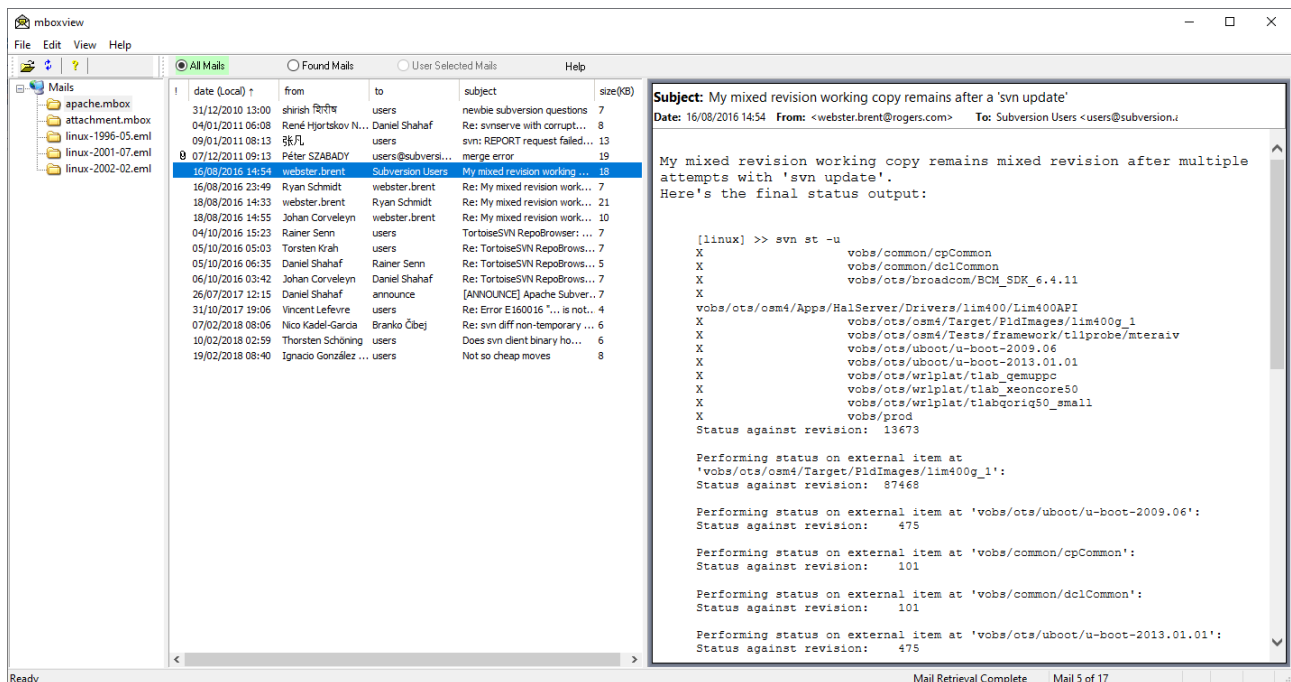 mboxview
File Edit View Help
All Mails Found Mails User Selected Mails Help
Mails
apache.mbox
attachment.mbox
linux-1996-05.eml
linux-2001-07.eml
linux-2002-02.eml
! date (Local) ↑ from to subject size(KB)
31/12/2010 13:00 shirish शिरीष users newbie subversion questions 7
04/01/2011 06:08 René Hjortskov N... Daniel Shahaf Re: svnserve with corrupt... 8
09/01/2011 08:13 张凡 users svn: REPORT request failed... 13
07/12/2011 09:13 Péter SZABADY users@subversi... merge error 19
16/08/2016 14:54 webster.brent Subversion Users My mixed revision working ... 18
16/08/2016 23:49 Ryan Schmidt webster.brent Re: My mixed revision work... 7
18/08/2016 14:33 webster.brent Ryan Schmidt Re: My mixed revision work... 21
18/08/2016 14:55 Johan Corveleyn webster.brent Re: My mixed revision work... 10
04/10/2016 15:23 Rainer Senn users TortoiseSVN RepoBrowser: ... 7
05/10/2016 05:03 Torsten Krah users Re: TortoiseSVN RepoBrows... 7
05/10/2016 06:35 Daniel Shahaf Rainer Senn Re: TortoiseSVN RepoBrows... 5
06/10/2016 03:42 Johan Corveleyn Daniel Shahaf Re: TortoiseSVN RepoBrows... 7
26/07/2017 12:15 Daniel Shahaf announce [ANNOUNCE] Apache Subver... 7
31/10/2017 19:06 Vincent Lefevre users Re: Error E160016 "... is not... 4
07/02/2018 08:06 Nico Kadel-Garcia Branko Čibej Re: svn diff non-temporary ... 6
10/02/2018 02:59 Thorsten Schöning users Does svn client binary ho... 6
19/02/2018 08:40 Ignacio González ... users Not so cheap moves 8
Subject: My mixed revision working copy remains after a 'svn update'
Date: 16/08/2016 14:54 From: <webster.brent@rogers.com> To: Subversion Users <users@subversion.a
My mixed revision working copy remains mixed revision after multiple
attempts with 'svn update'.
Here's the final status output:
[linux] >> svn st -u
X vobs/common/cpCommon
X vobs/common/dclCommon
X vobs/ots/broadcom/BCM_SDK_6.4.11
X
vobs/ots/osm4/Apps/HalServer/Drivers/lim400/Lim400API
X vobs/ots/osm4/Target/PldImages/lim400g_1
X vobs/ots/osm4/Tests/framework/tl1probe/mteraiv
X vobs/ots/uboot/u-boot-2009.06
X vobs/ots/uboot/u-boot-2013.01.01
X vobs/ots/wrlplat/tlab_qemuppc
X vobs/ots/wrlplat/tlab_xeoncore50
X vobs/ots/wrlplat/tlabqoriq50_small
X vobs/prod
Status against revision: 13673
Performing status on external item at
'vobs/ots/osm4/Target/PldImages/lim400g_1':
Status against revision: 87468
Performing status on external item at 'vobs/ots/uboot/u-boot-2009.06':
Status against revision: 475
Performing status on external item at 'vobs/common/cpCommon':
Status against revision: 101
Performing status on external item at 'vobs/common/dclCommon':
Status against revision: 101
Performing status on external item at 'vobs/ots/uboot/u-boot-2013.01.01':
Status against revision: 475
Ready Mail Retrieval Complete Mail 5 of 17